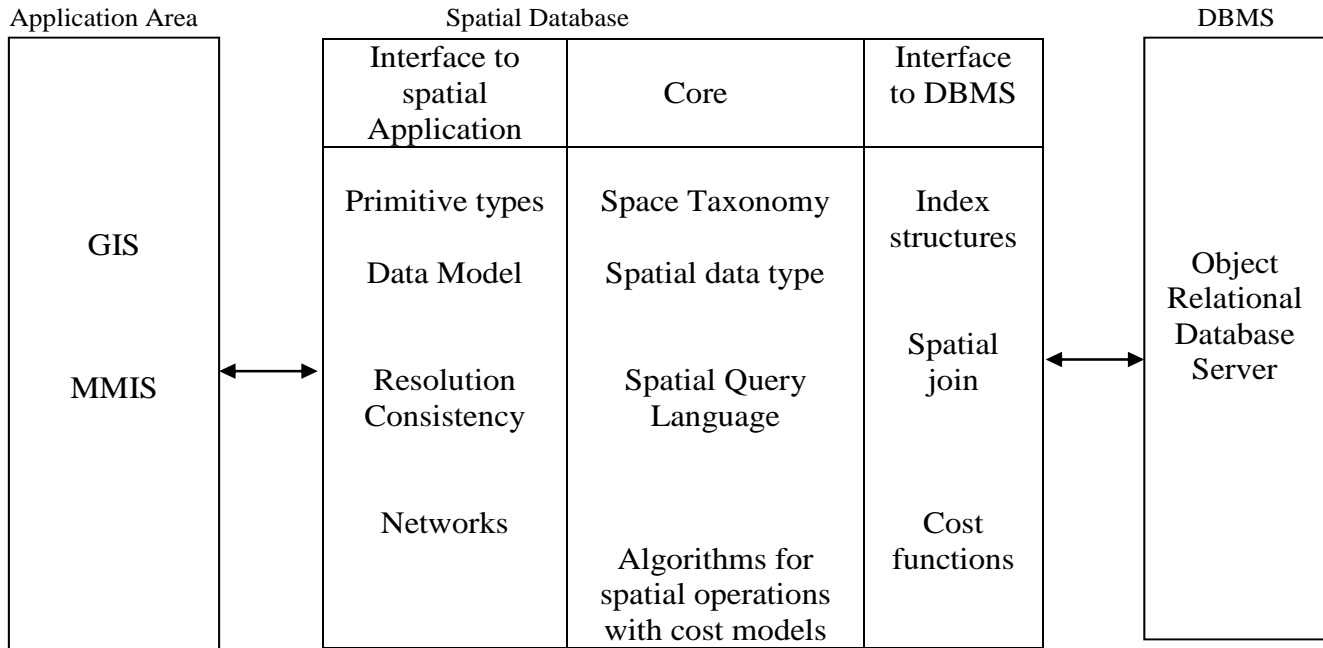 Application Area
Spatial Database
DBMS
GIS
MMIS
Interface to
spatial
Application
Primitive types
Data Model
Resolution
Consistency
Networks
Core
Space Taxonomy
Spatial data type
Spatial Query
Language
Algorithms for
spatial operations
with cost models
Interface
to DBMS
Index
structures
Spatial
join
Cost
functions
Object
Relational
Database
Server